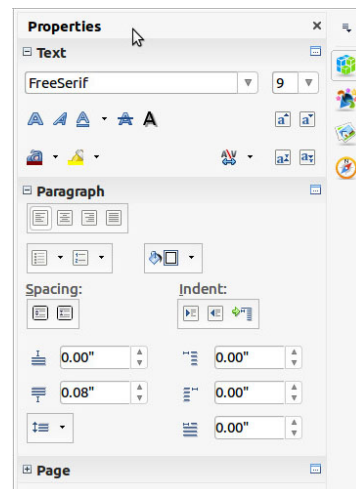 Properties
Text
FreeSerif 9
Paragraph
Spacing: Indent:
0.00" 0.00"
0.08" 0.00"
0.00"
Page